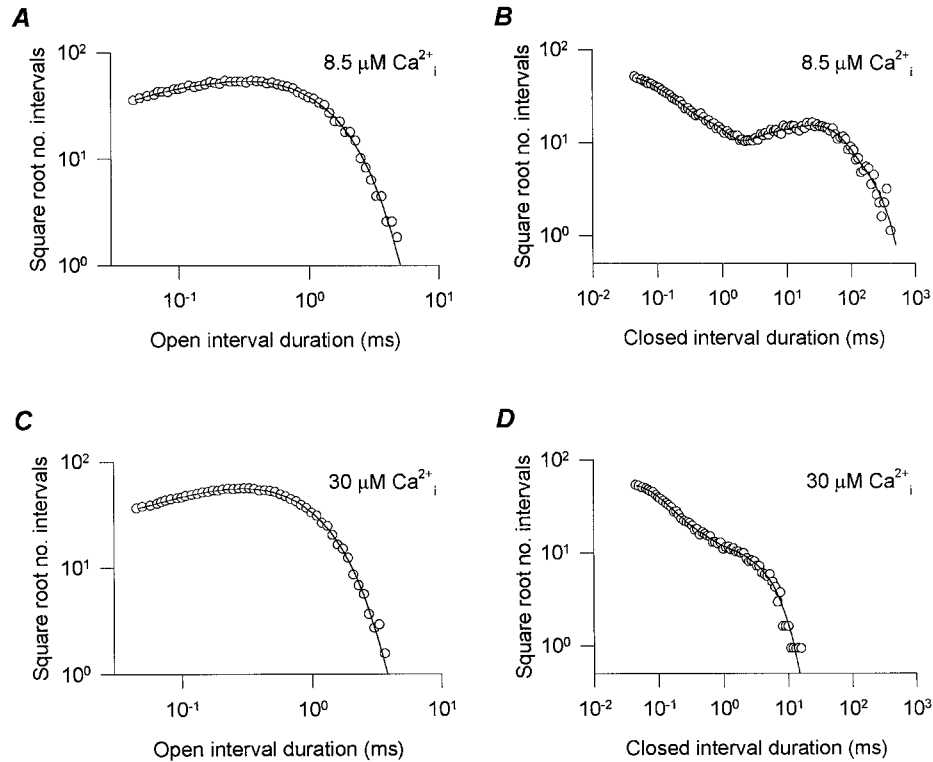 A
Square root no. intervals
10²
10¹
10⁰
8.5 µM Ca²⁺ᵢ
10⁻¹
10⁰
10¹
Open interval duration (ms)
B
Square root no. intervals
10²
10¹
10⁰
8.5 µM Ca²⁺ᵢ
10⁻²
10⁻¹
10⁰
10¹
10²
10³
Closed interval duration (ms)
C
Square root no. intervals
10²
10¹
10⁰
30 µM Ca²⁺ᵢ
10⁻¹
10⁰
10¹
Open interval duration (ms)
D
Square root no. intervals
10²
10¹
10⁰
30 µM Ca²⁺ᵢ
10⁻²
10⁻¹
10⁰
10¹
10²
10³
Closed interval duration (ms)